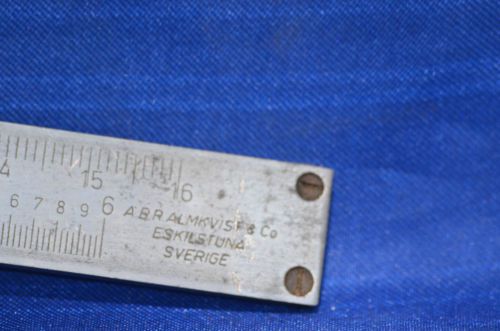 4 15 16
6 7 8 9 6
A.B.R.ALMKVIST & Co
ESKILSTUNA
SVERIGE